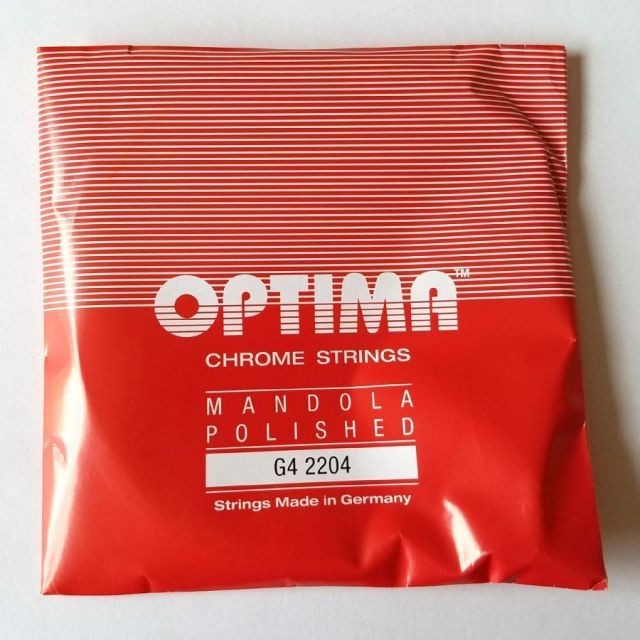 OPTIMA™
CHROME STRINGS
MANDOLA
POLISHED
G4 2204
Strings Made in Germany